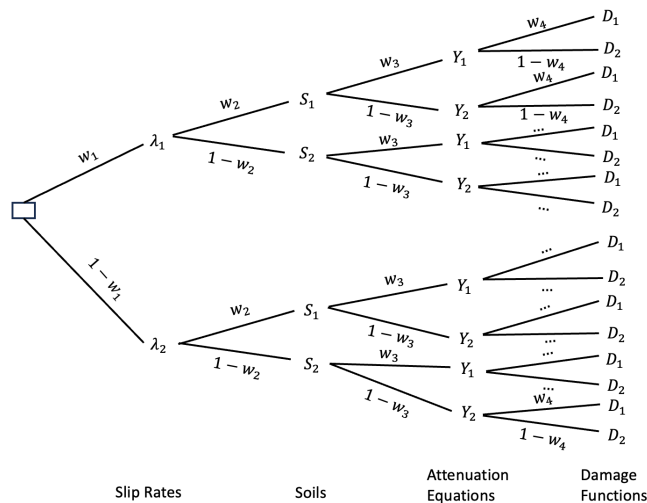 D₁
w₄
D₂
Y₁
1 − w₄
w₃
D₁
w₄
S₁
w₂
D₂
1 − w₃
Y₂
1 − w₄
λ₁
w₃
Y₁
...
D₁
w₁
1 − w₂
S₂
...
D₂
1 − w₃
Y₂
...
D₁
...
D₂
1 − w₁
...
D₁
w₃
Y₁
...
D₂
w₂
S₁
...
D₁
1 − w₃
Y₂
...
D₂
λ₂
w₃
...
D₁
1 − w₂
S₂
Y₁
...
D₂
1 − w₃
w₄
D₁
Y₂
1 − w₄
D₂
Slip Rates
Soils
Attenuation
Equations
Damage
Functions